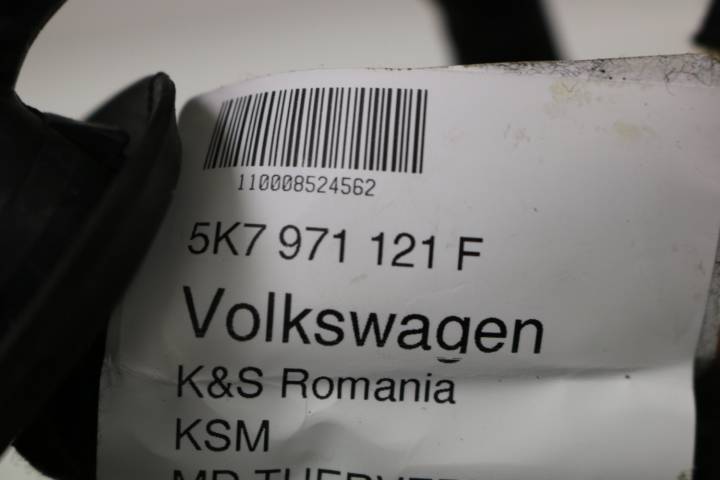 110008524562
5K7 971 121 F
Volkswagen
K&S Romania
KSM